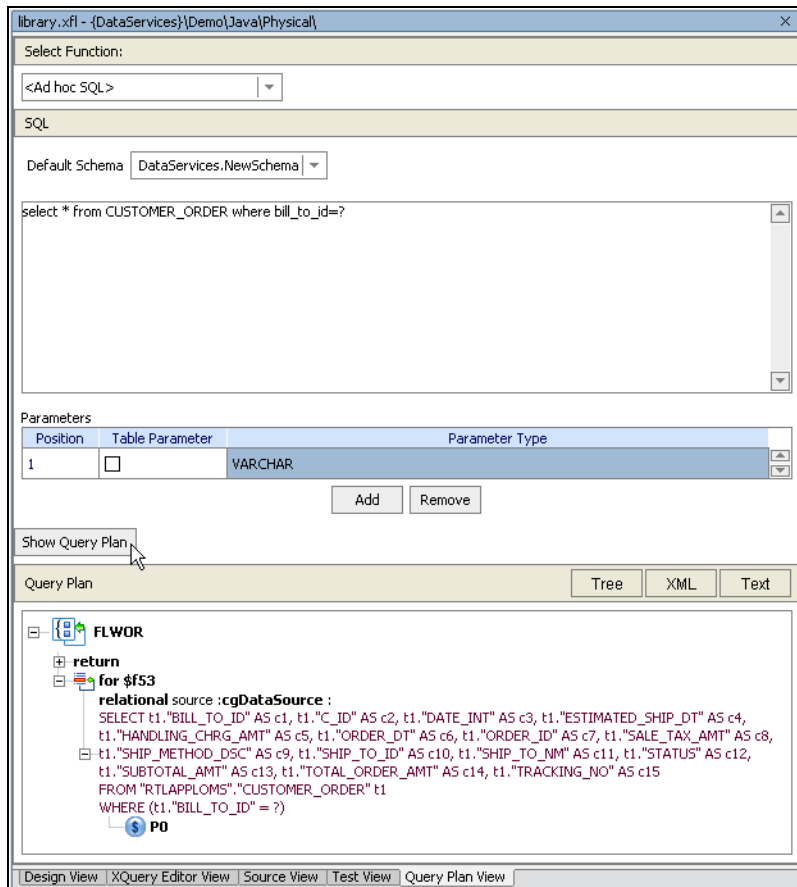 library.xfl - {DataServices}\Demo\Java\Physical\
Select Function:
<Ad hoc SQL>
SQL
Default Schema DataServices.NewSchema
select * from CUSTOMER_ORDER where bill_to_id=?
Parameters
Position Table Parameter Parameter Type
1 VARCHAR
Add Remove
Show Query Plan
Query Plan Tree XML Text
FLWOR
return
for $f53
relational source :cgDataSource :
SELECT t1."BILL_TO_ID" AS c1, t1."C_ID" AS c2, t1."DATE_INT" AS c3, t1."ESTIMATED_SHIP_DT" AS c4,
t1."HANDLING_CHRG_AMT" AS c5, t1."ORDER_DT" AS c6, t1."ORDER_ID" AS c7, t1."SALE_TAX_AMT" AS c8,
t1."SHIP_METHOD_DSC" AS c9, t1."SHIP_TO_ID" AS c10, t1."SHIP_TO_NM" AS c11, t1."STATUS" AS c12,
t1."SUBTOTAL_AMT" AS c13, t1."TOTAL_ORDER_AMT" AS c14, t1."TRACKING_NO" AS c15
FROM "RTLAPPLOMS"."CUSTOMER_ORDER" t1
WHERE (t1."BILL_TO_ID" = ?)
$ P0
Design View XQuery Editor View Source View Test View Query Plan View